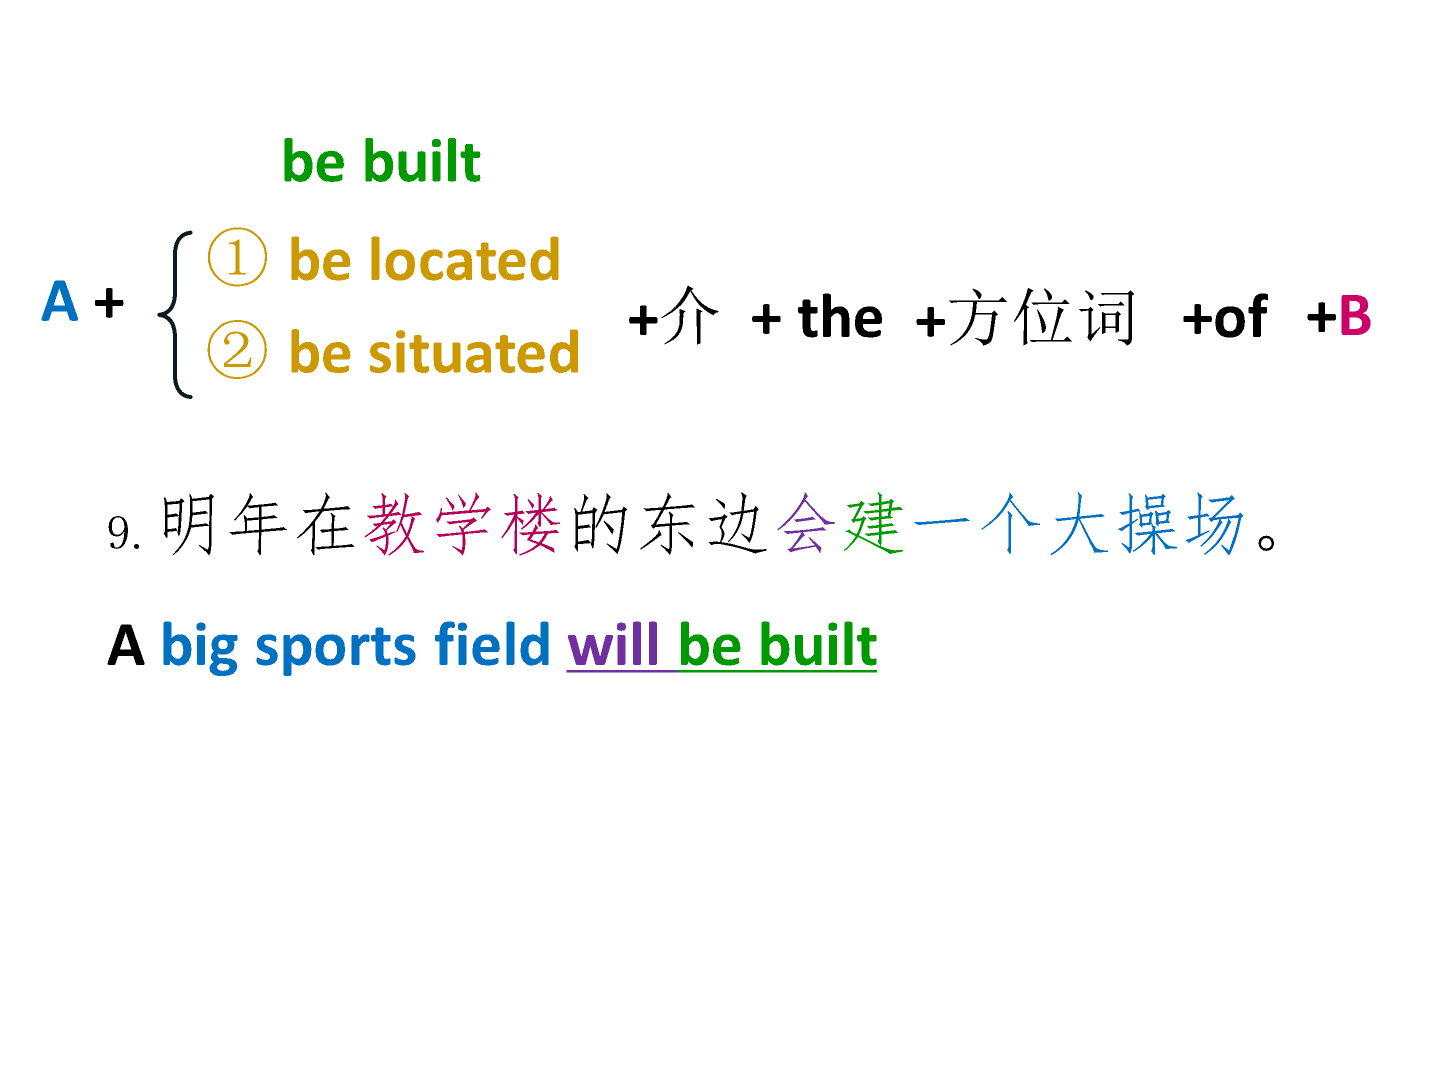 be built
① be located
A + +介 + the +方位词 +of +B
② be situated
9. 明年在教学楼的东边会建一个大操场。
A big sports field will be built